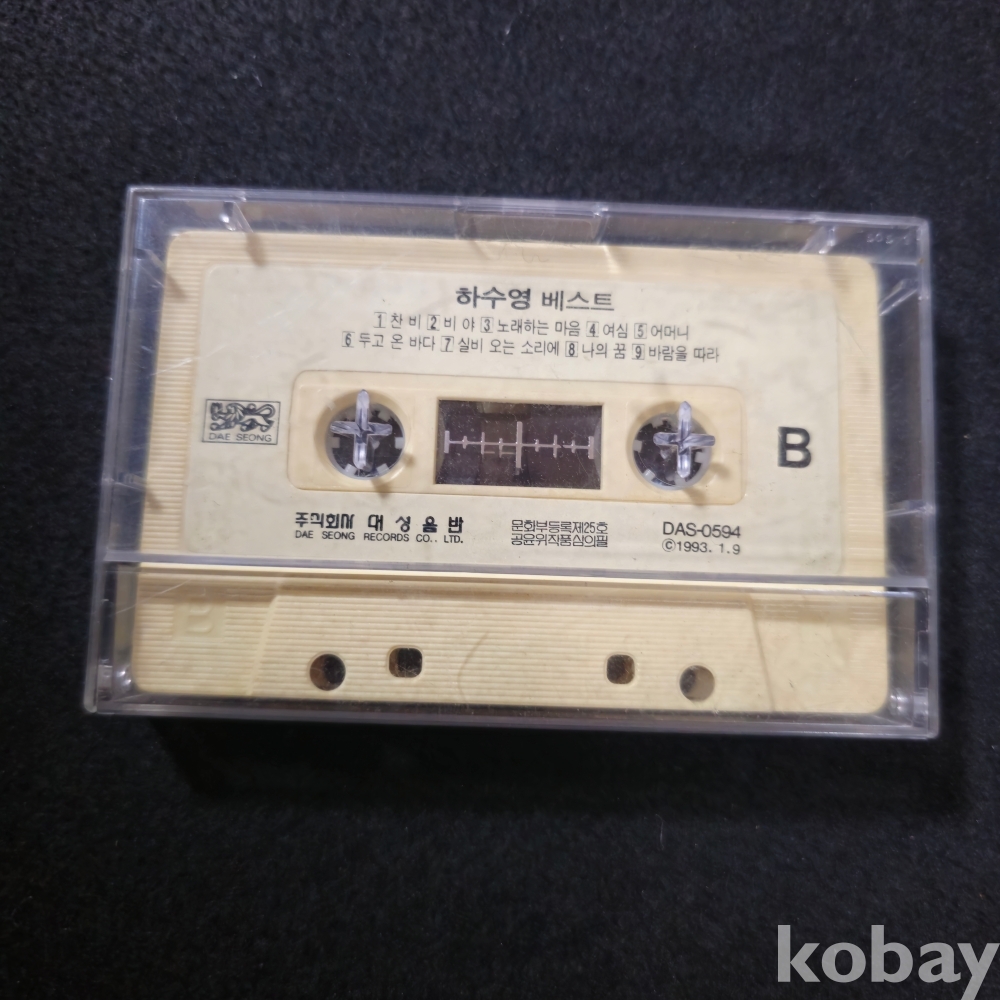 하수영 베스트
1 찬 비 2 비 야 3 노래하는 마음 4 여심 5 어머니
6 두고 온 바다 7 실비 오는 소리에 8 나의 꿈 9 바람을 따라
DAE SEONG
B
주식회사 대성음반
DAE SEONG RECORDS CO., LTD.
문화부등록제25호
공윤위작품심의필
DAS-0594
©1993. 1. 9
B
kobay